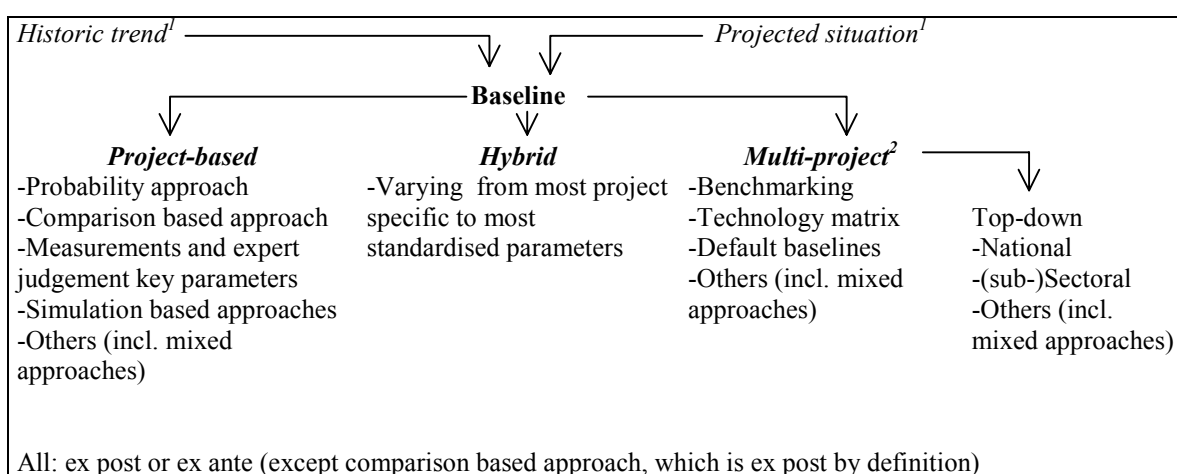 Historic trend1 Projected situation1
Baseline
Project-based
-Probability approach
-Comparison based approach
-Measurements and expert
judgement key parameters
-Simulation based approaches
-Others (incl. mixed
approaches)
Hybrid
-Varying from most project
specific to most
standardised parameters
Multi-project2
-Benchmarking
-Technology matrix
-Default baselines
-Others (incl. mixed
approaches)
Top-down
-National
-(sub-)Sectoral
-Others (incl.
mixed approaches)
All: ex post or ex ante (except comparison based approach, which is ex post by definition)